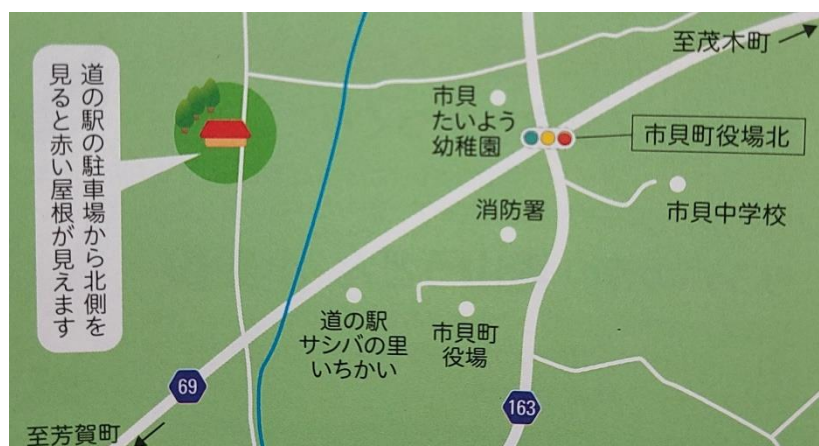 至茂木町
道の駅の駐車場から北側を
見ると赤い屋根が見えます
市貝
たいよう
幼稚園
市貝町役場北
市貝中学校
消防署
道の駅
サシバの里
いちかい
市貝町
役場
69
163
至芳賀町